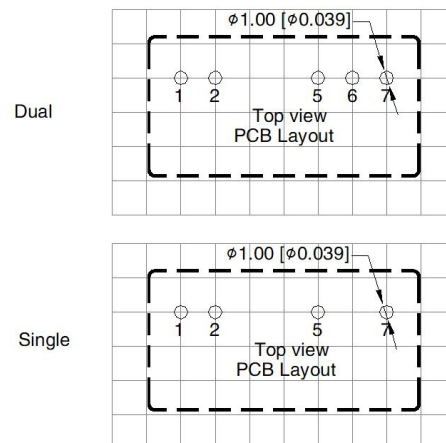 Dual
φ1.00 [φ0.039]
1 2 5 6 7
Top view
PCB Layout
Single
φ1.00 [φ0.039]
1 2 5 7
Top view
PCB Layout